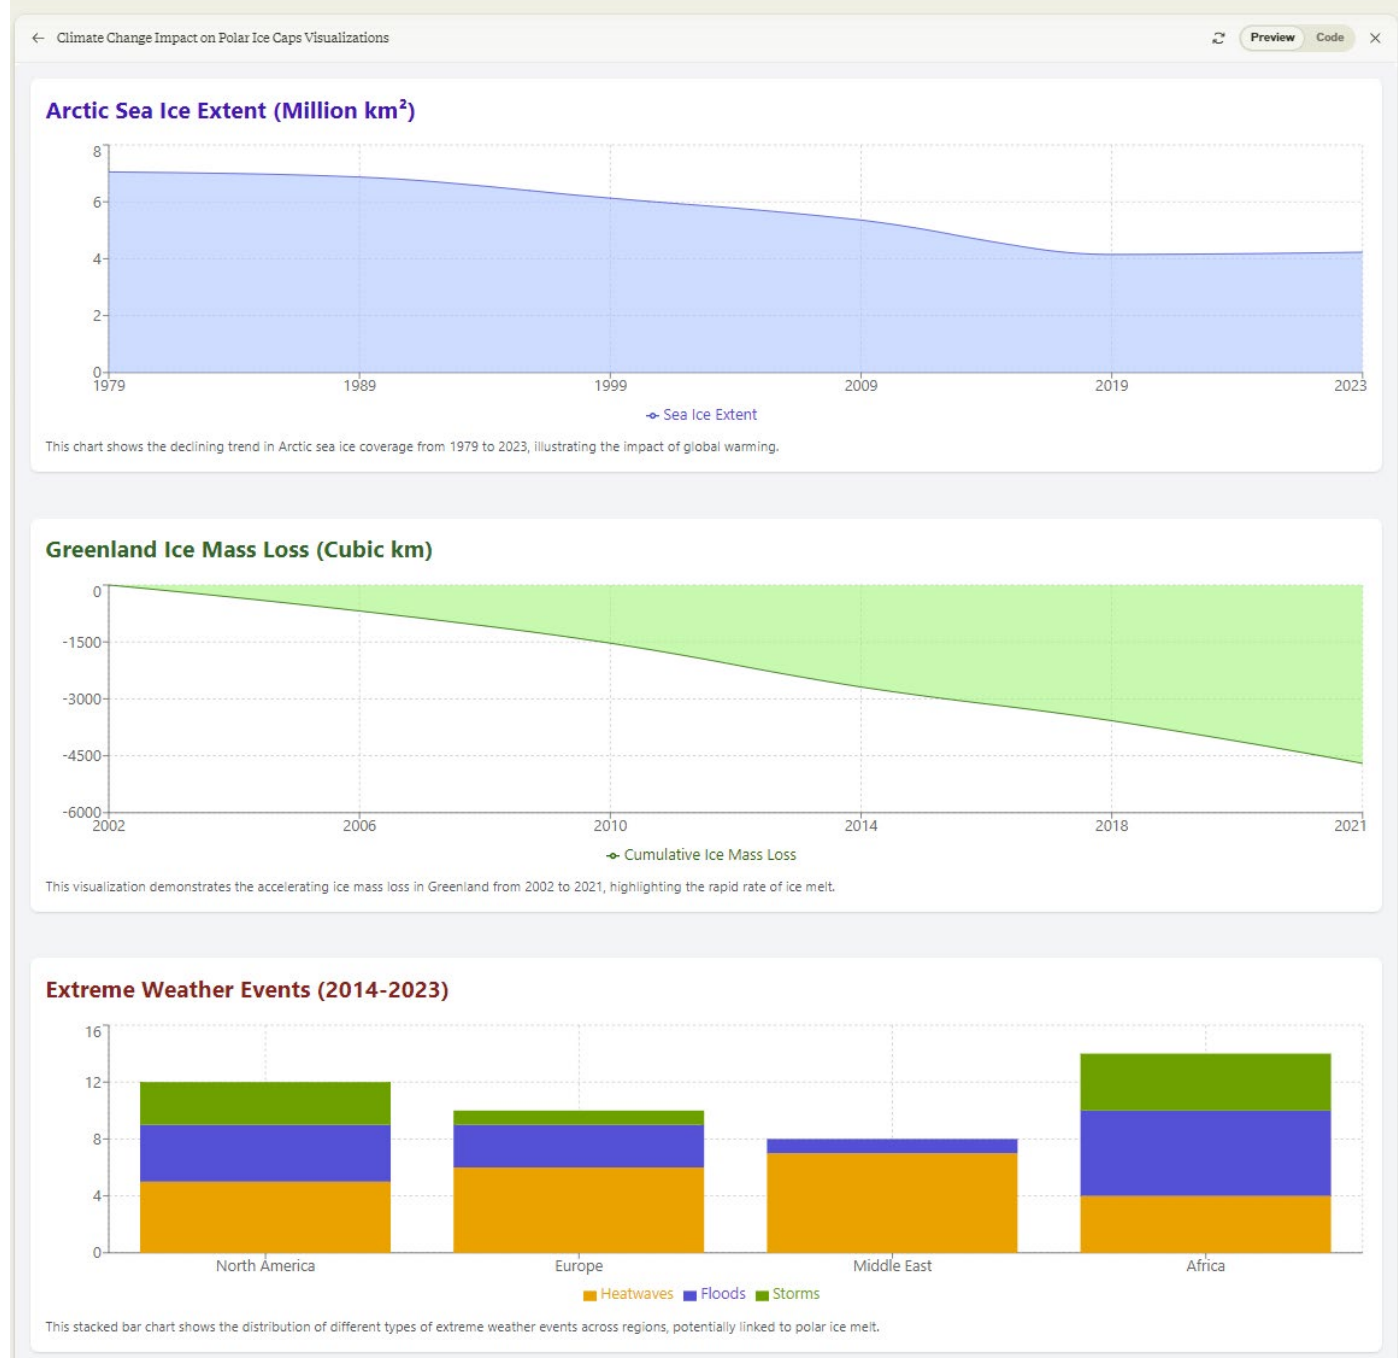 Climate Change Impact on Polar Ice Caps Visualizations
Preview Code
Arctic Sea Ice Extent (Million km²)
8
6
4
2
0
1979 1989 1999 2009 2019 2023
Sea Ice Extent
This chart shows the declining trend in Arctic sea ice coverage from 1979 to 2023, illustrating the impact of global warming.
Greenland Ice Mass Loss (Cubic km)
0
-1500
-3000
-4500
-6000
2002 2006 2010 2014 2018 2021
Cumulative Ice Mass Loss
This visualization demonstrates the accelerating ice mass loss in Greenland from 2002 to 2021, highlighting the rapid rate of ice melt.
Extreme Weather Events (2014-2023)
16
12
8
4
0
North America Europe Middle East Africa
Heatwaves Floods Storms
This stacked bar chart shows the distribution of different types of extreme weather events across regions, potentially linked to polar ice melt.